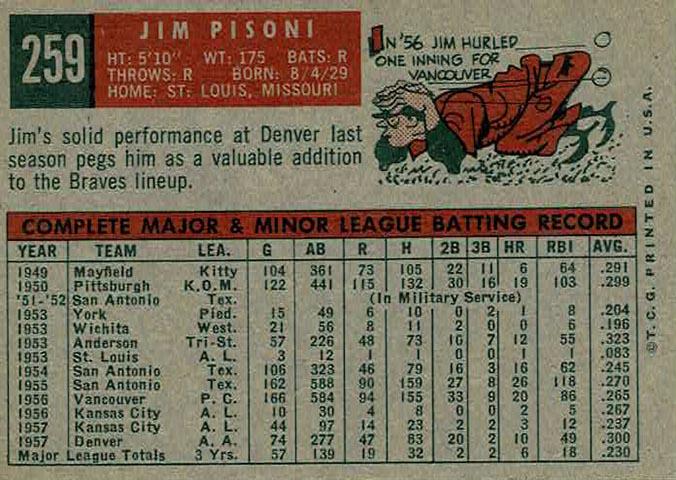 259
JIM PISONI
HT: 5'10" WT: 175 BATS: R
THROWS: R BORN: 8/4/29
HOME: ST. LOUIS, MISSOURI
IN '56 JIM HURLED
ONE INNING FOR
VANCOUVER
Jim's solid performance at Denver last
season pegs him as a valuable addition
to the Braves lineup.
COMPLETE MAJOR & MINOR LEAGUE BATTING RECORD
YEAR TEAM LEA. G AB R H 2B 3B HR RBI AVG.
1949 Mayfield Kitty 104 361 73 105 22 11 6 64 .291
1950 Pittsburgh K.O.M. 122 441 115 132 30 16 19 103 .299
'51-'52 San Antonio Tex. (In Military Service)
1953 York Pied. 15 49 6 10 0 2 1 8 .204
1953 Wichita West. 21 56 8 11 2 0 0 6 .196
1953 Anderson Tri-St. 57 226 48 73 10 7 12 55 .323
1953 St. Louis A. L. 3 12 1 1 0 0 1 1 .083
1954 San Antonio Tex. 106 323 46 79 16 3 16 62 .245
1955 San Antonio Tex. 162 588 90 159 27 8 26 118 .270
1956 Vancouver P. C. 166 584 94 155 33 9 20 86 .265
1956 Kansas City A. L. 10 30 4 8 0 0 2 5 .267
1957 Kansas City A. L. 44 97 14 23 2 2 3 12 .237
1957 Denver A. A. 74 277 47 83 20 2 10 49 .300
Major League Totals 3 Yrs. 57 139 19 32 2 2 6 18 .230
© T. C. G. PRINTED IN U.S.A.